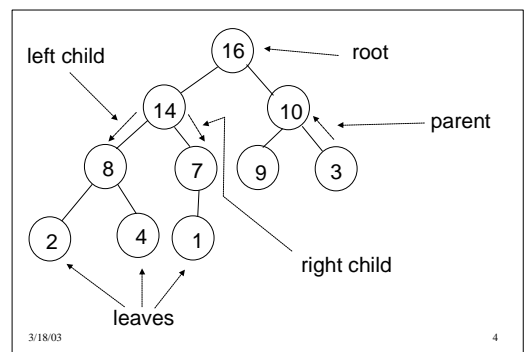 16
root
left child
14
10
parent
8
7
9
3
2
4
1
right child
leaves
3/18/03
4